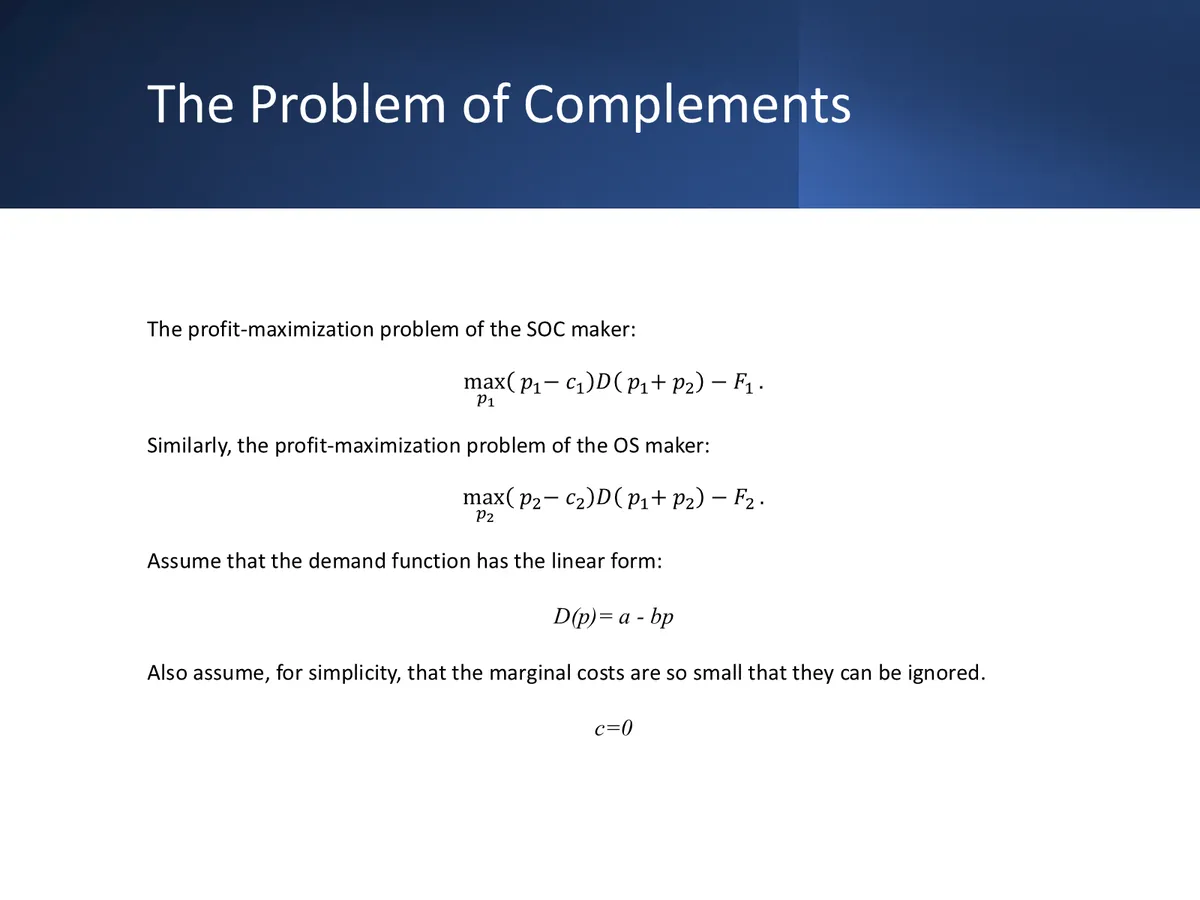 The Problem of Complements
The profit-maximization problem of the SOC maker:
max( p₁− c₁)D( p₁+ p₂) − F₁ .
p₁
Similarly, the profit-maximization problem of the OS maker:
max( p₂− c₂)D( p₁+ p₂) − F₂ .
p₂
Assume that the demand function has the linear form:
D(p)= a - bp
Also assume, for simplicity, that the marginal costs are so small that they can be ignored.
c=0